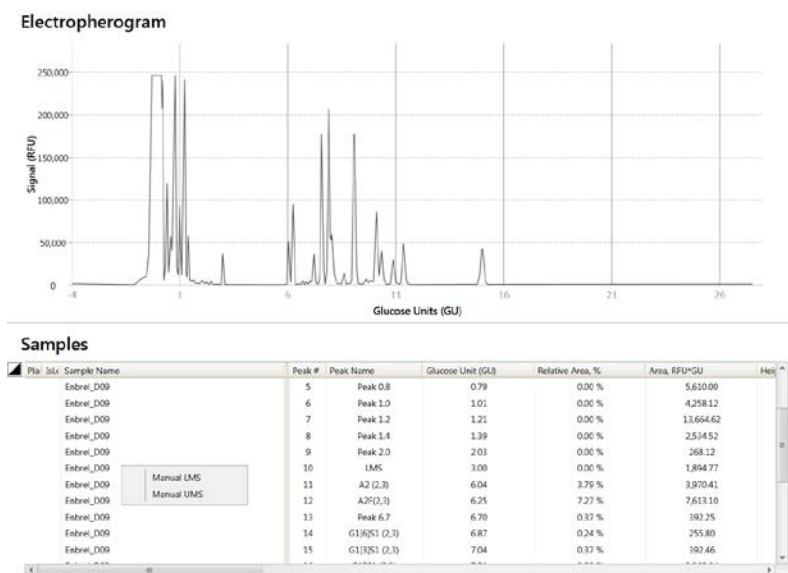 Electropherogram
250,000
200,000
150,000
100,000
50,000
0
Signal (RFU)
-4 1 6 11 16 21 26
Glucose Units (GU)
Samples
Pla Sample Name Peak # Peak Name Glucose Unit (GU) Relative Area, % Area, RFU*GU Heig
Enbrel_D09 5 Peak 0.8 0.79 0.00 % 5,610.00
Enbrel_D09 6 Peak 1.0 1.01 0.00 % 4,258.12
Enbrel_D09 7 Peak 1.2 1.21 0.00 % 13,664.62
Enbrel_D09 8 Peak 1.4 1.39 0.00 % 2,534.52
Enbrel_D09 9 Peak 2.0 2.03 0.00 % 268.12
Enbrel_D09 10 LMS 3.00 0.00 % 1,894.77
Enbrel_D09 11 A2 (2,3) 6.04 3.79 % 3,970.41
Enbrel_D09 12 A2F(2,3) 6.25 7.27 % 7,613.10
Enbrel_D09 13 Peak 6.7 6.70 0.37 % 392.25
Enbrel_D09 14 G1[6]S1 (2,3) 6.87 0.24 % 255.80
Enbrel_D09 15 G1[3]S1 (2,3) 7.04 0.37 % 392.46
Manual LMS
Manual UMS